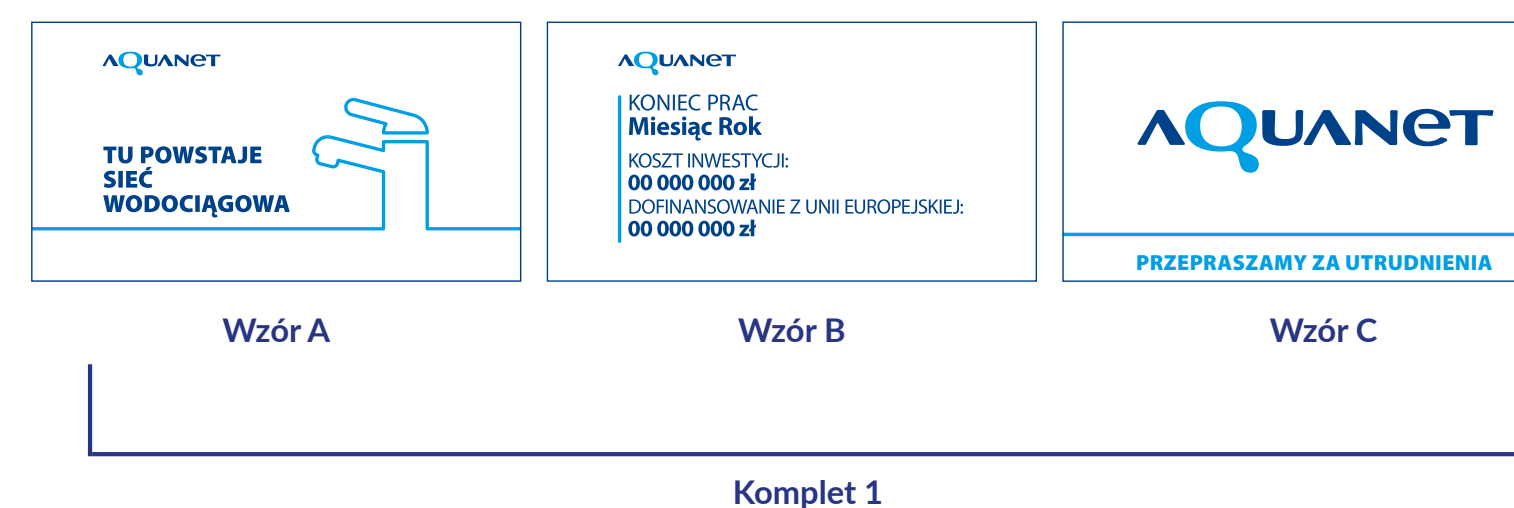 AQUANET
TU POWSTAJE
SIEĆ
WODOCIĄGOWA
Wzór A
AQUANET
KONIEC PRAC
Miesiąc Rok
KOSZT INWESTYCJI:
00 000 000 zł
DOFINANSOWANIE Z UNII EUROPEJSKIEJ:
00 000 000 zł
Wzór B
AQUANET
PRZEPRASZAMY ZA UTRUDNIENIA
Wzór C
Komplet 1